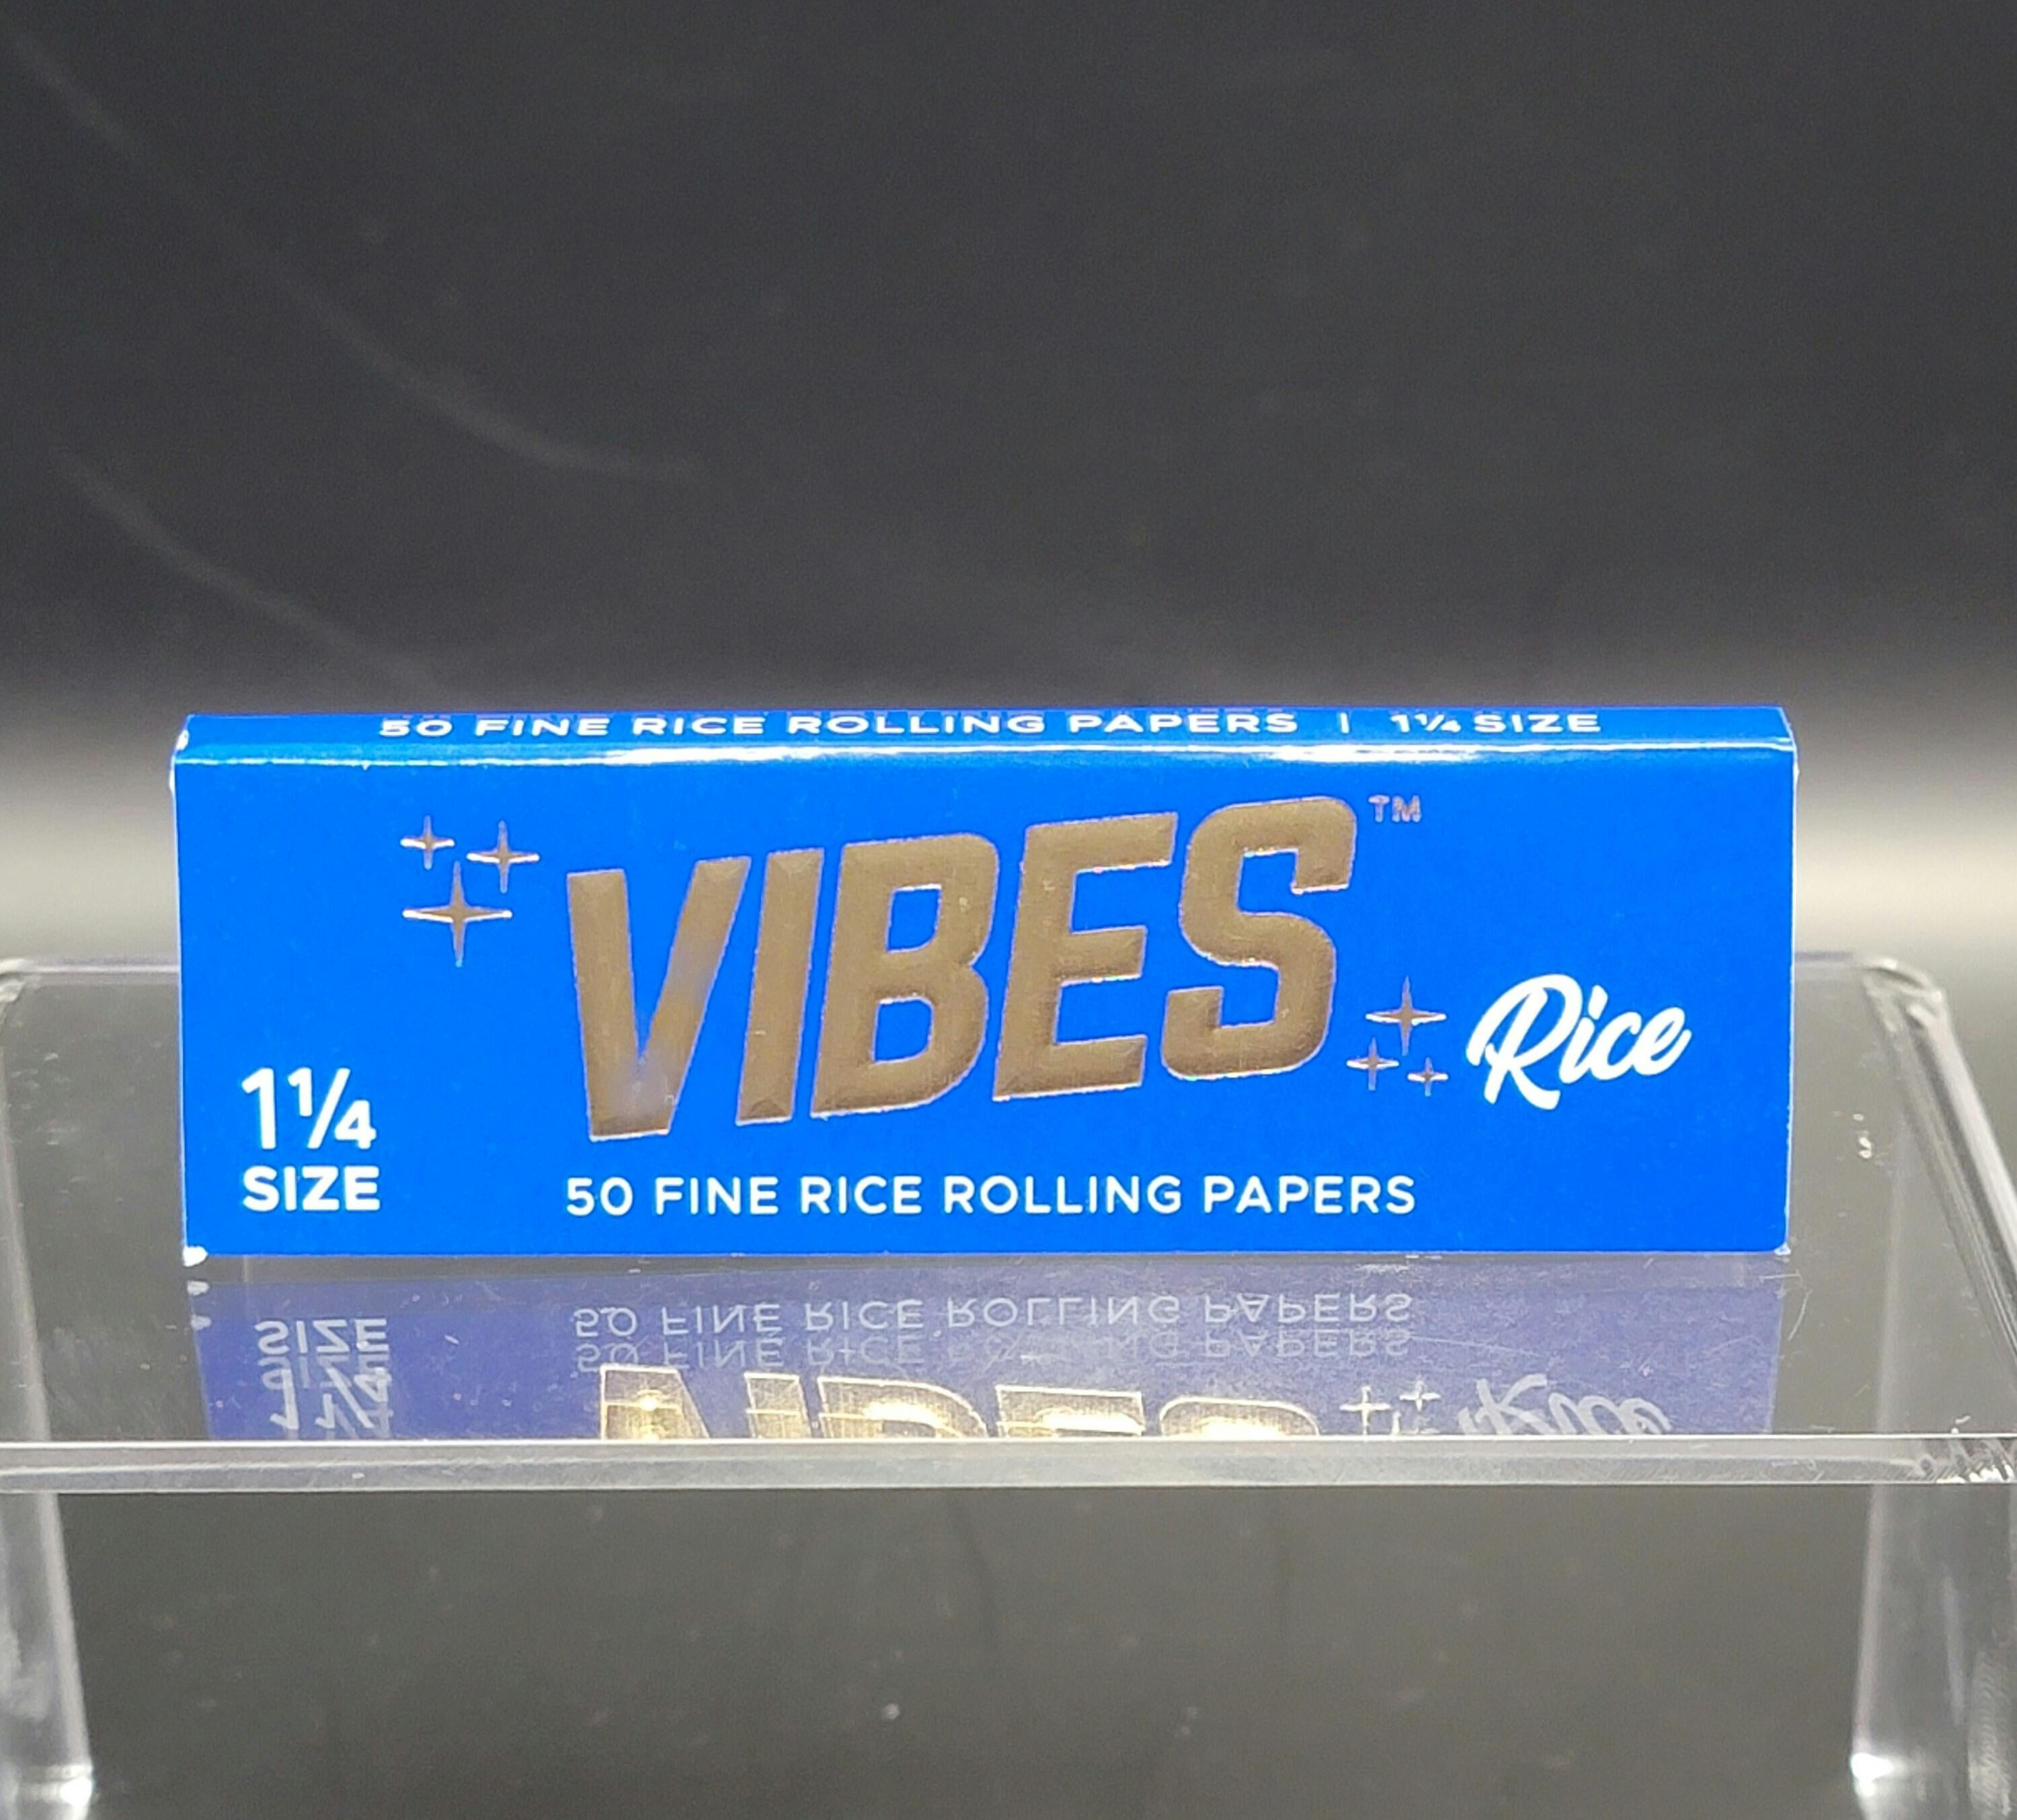 50 FINE RICE ROLLING PAPERS | 1¼ SIZE
VIBES™
Rice
1¼
SIZE
50 FINE RICE ROLLING PAPERS